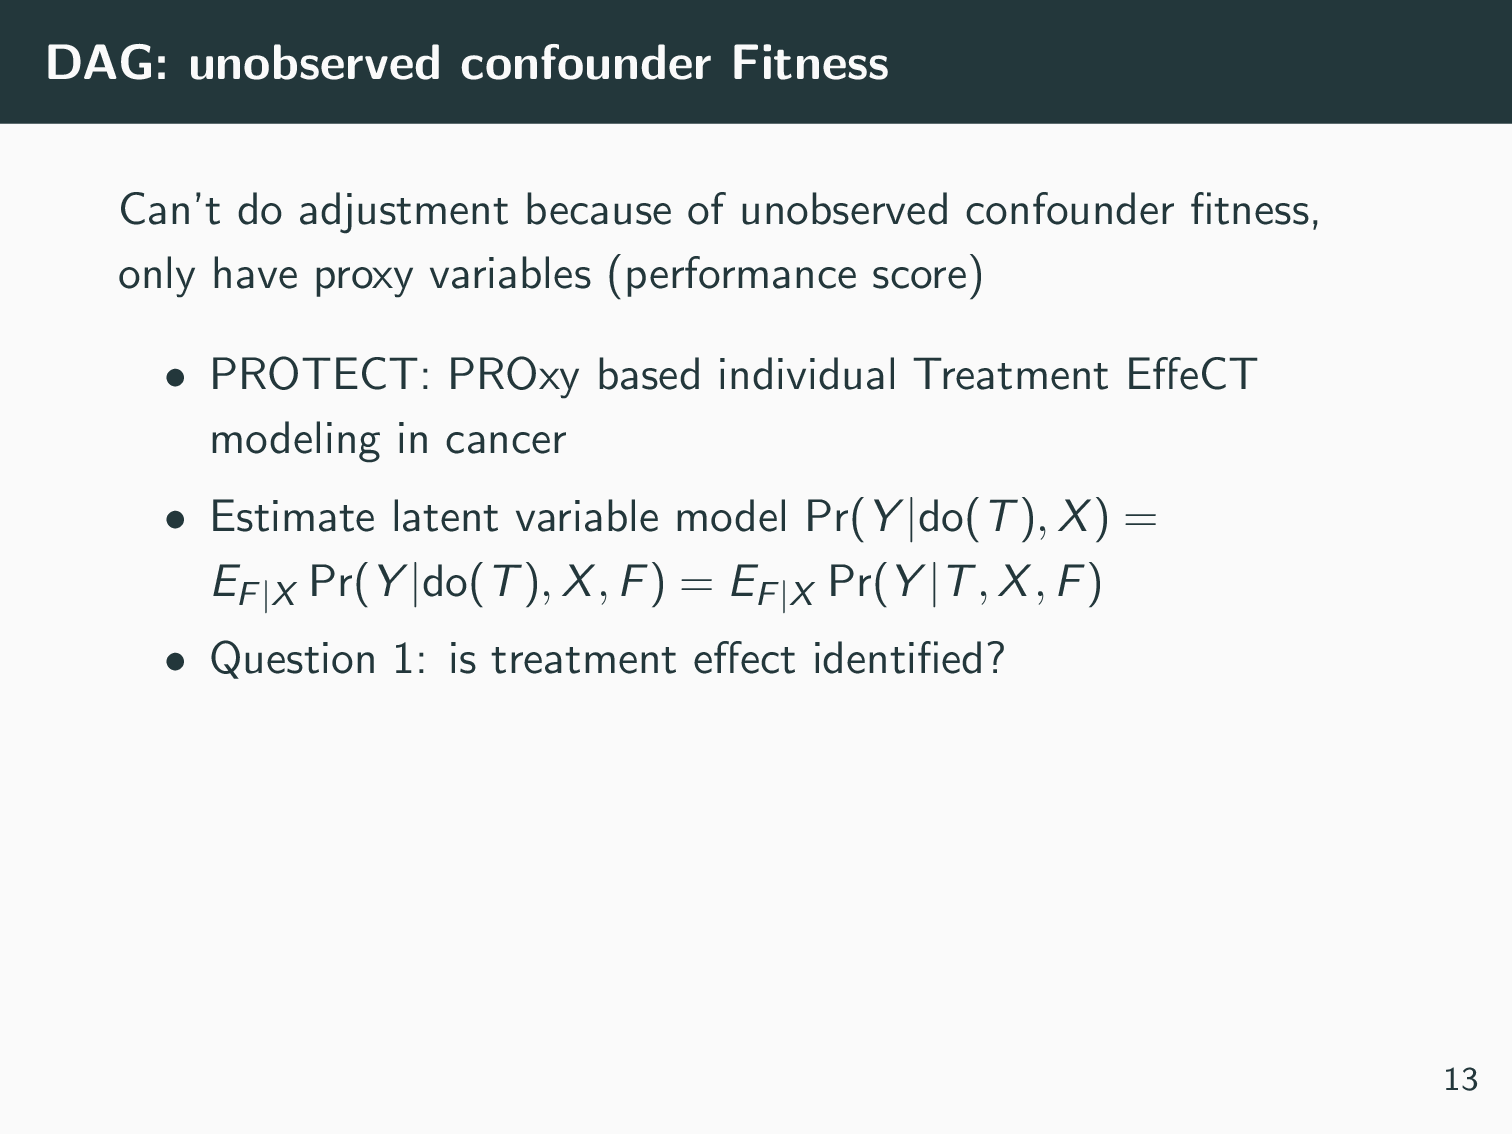 DAG: unobserved confounder Fitness
Can't do adjustment because of unobserved confounder fitness,
only have proxy variables (performance score)
• PROTECT: PROxy based individual Treatment EffeCT
modeling in cancer
• Estimate latent variable model Pr(Y|do(T), X) =
E_{F|X} Pr(Y|do(T), X, F) = E_{F|X} Pr(Y|T, X, F)
• Question 1: is treatment effect identified?
13